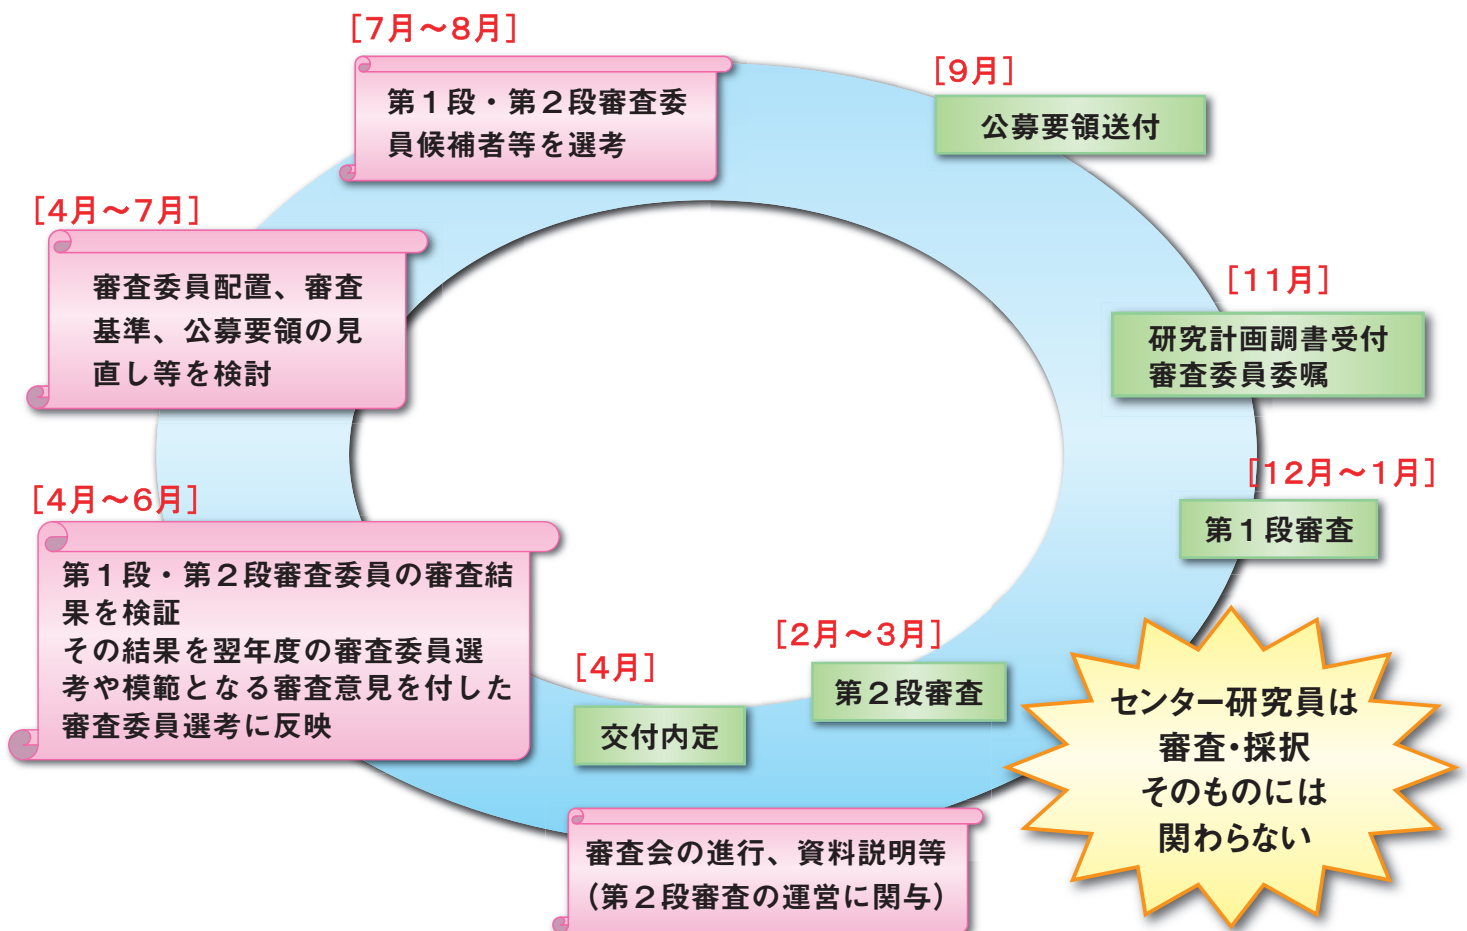 [7月～8月]
第１段・第２段審査委
員候補者等を選考
[9月]
公募要領送付
[4月～7月]
審査委員配置、審査
基準、公募要領の見
直し等を検討
[11月]
研究計画調書受付
審査委員委嘱
[12月～1月]
第１段審査
[4月～6月]
第１段・第２段審査委員の審査結
果を検証
その結果を翌年度の審査委員選
考や模範となる審査意見を付した
審査委員選考に反映
[2月～3月]
第２段審査
[4月]
交付内定
センター研究員は
審査・採択
そのものには
関わらない
審査会の進行、資料説明等
（第２段審査の運営に関与）